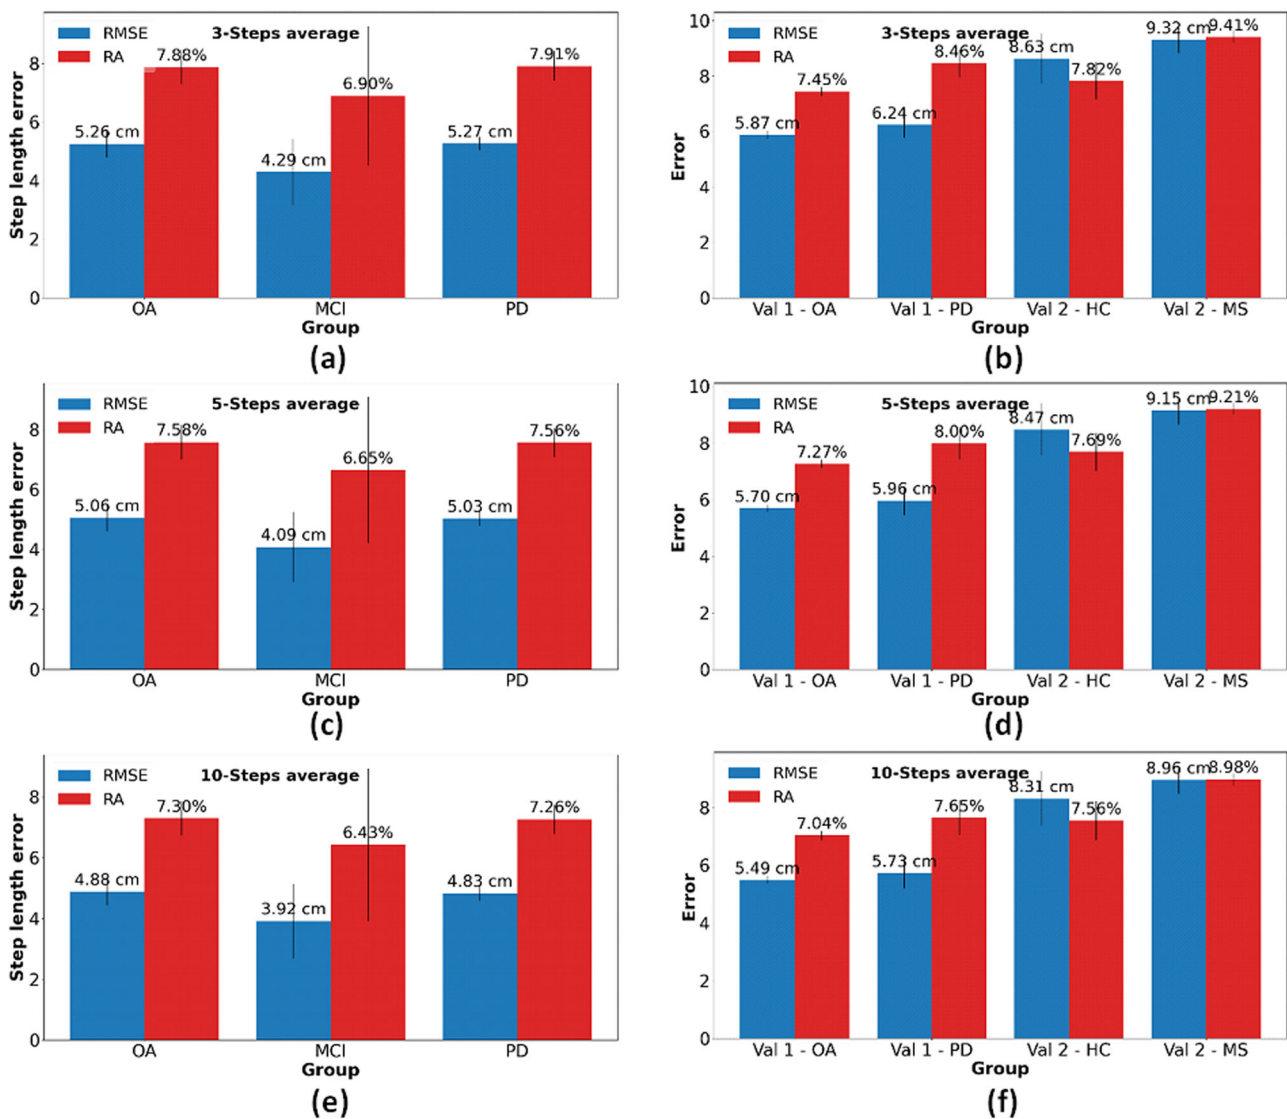 RMSE
RA
3-Steps average
Step length error
8
6
4
2
0
5.26 cm
7.88%
4.29 cm
6.90%
5.27 cm
7.91%
OA MCI PD
Group
(a)
RMSE
RA
3-Steps average
Error
10
8
6
4
2
0
5.87 cm
7.45%
6.24 cm
8.46%
8.63 cm
7.82%
9.32 cm
9.41%
Val 1 - OA Val 1 - PD Val 2 - HC Val 2 - MS
Group
(b)
RMSE
RA
5-Steps average
Step length error
8
6
4
2
0
5.06 cm
7.58%
4.09 cm
6.65%
5.03 cm
7.56%
OA MCI PD
Group
(c)
RMSE
RA
5-Steps average
Error
10
8
6
4
2
0
5.70 cm
7.27%
5.96 cm
8.00%
8.47 cm
7.69%
9.15 cm
9.21%
Val 1 - OA Val 1 - PD Val 2 - HC Val 2 - MS
Group
(d)
RMSE
RA
10-Steps average
Step length error
8
6
4
2
0
4.88 cm
7.30%
3.92 cm
6.43%
4.83 cm
7.26%
OA MCI PD
Group
(e)
RMSE
RA
10-Steps average
Error
8
6
4
2
0
5.49 cm
7.04%
5.73 cm
7.65%
8.31 cm
7.56%
8.96 cm
8.98%
Val 1 - OA Val 1 - PD Val 2 - HC Val 2 - MS
Group
(f)